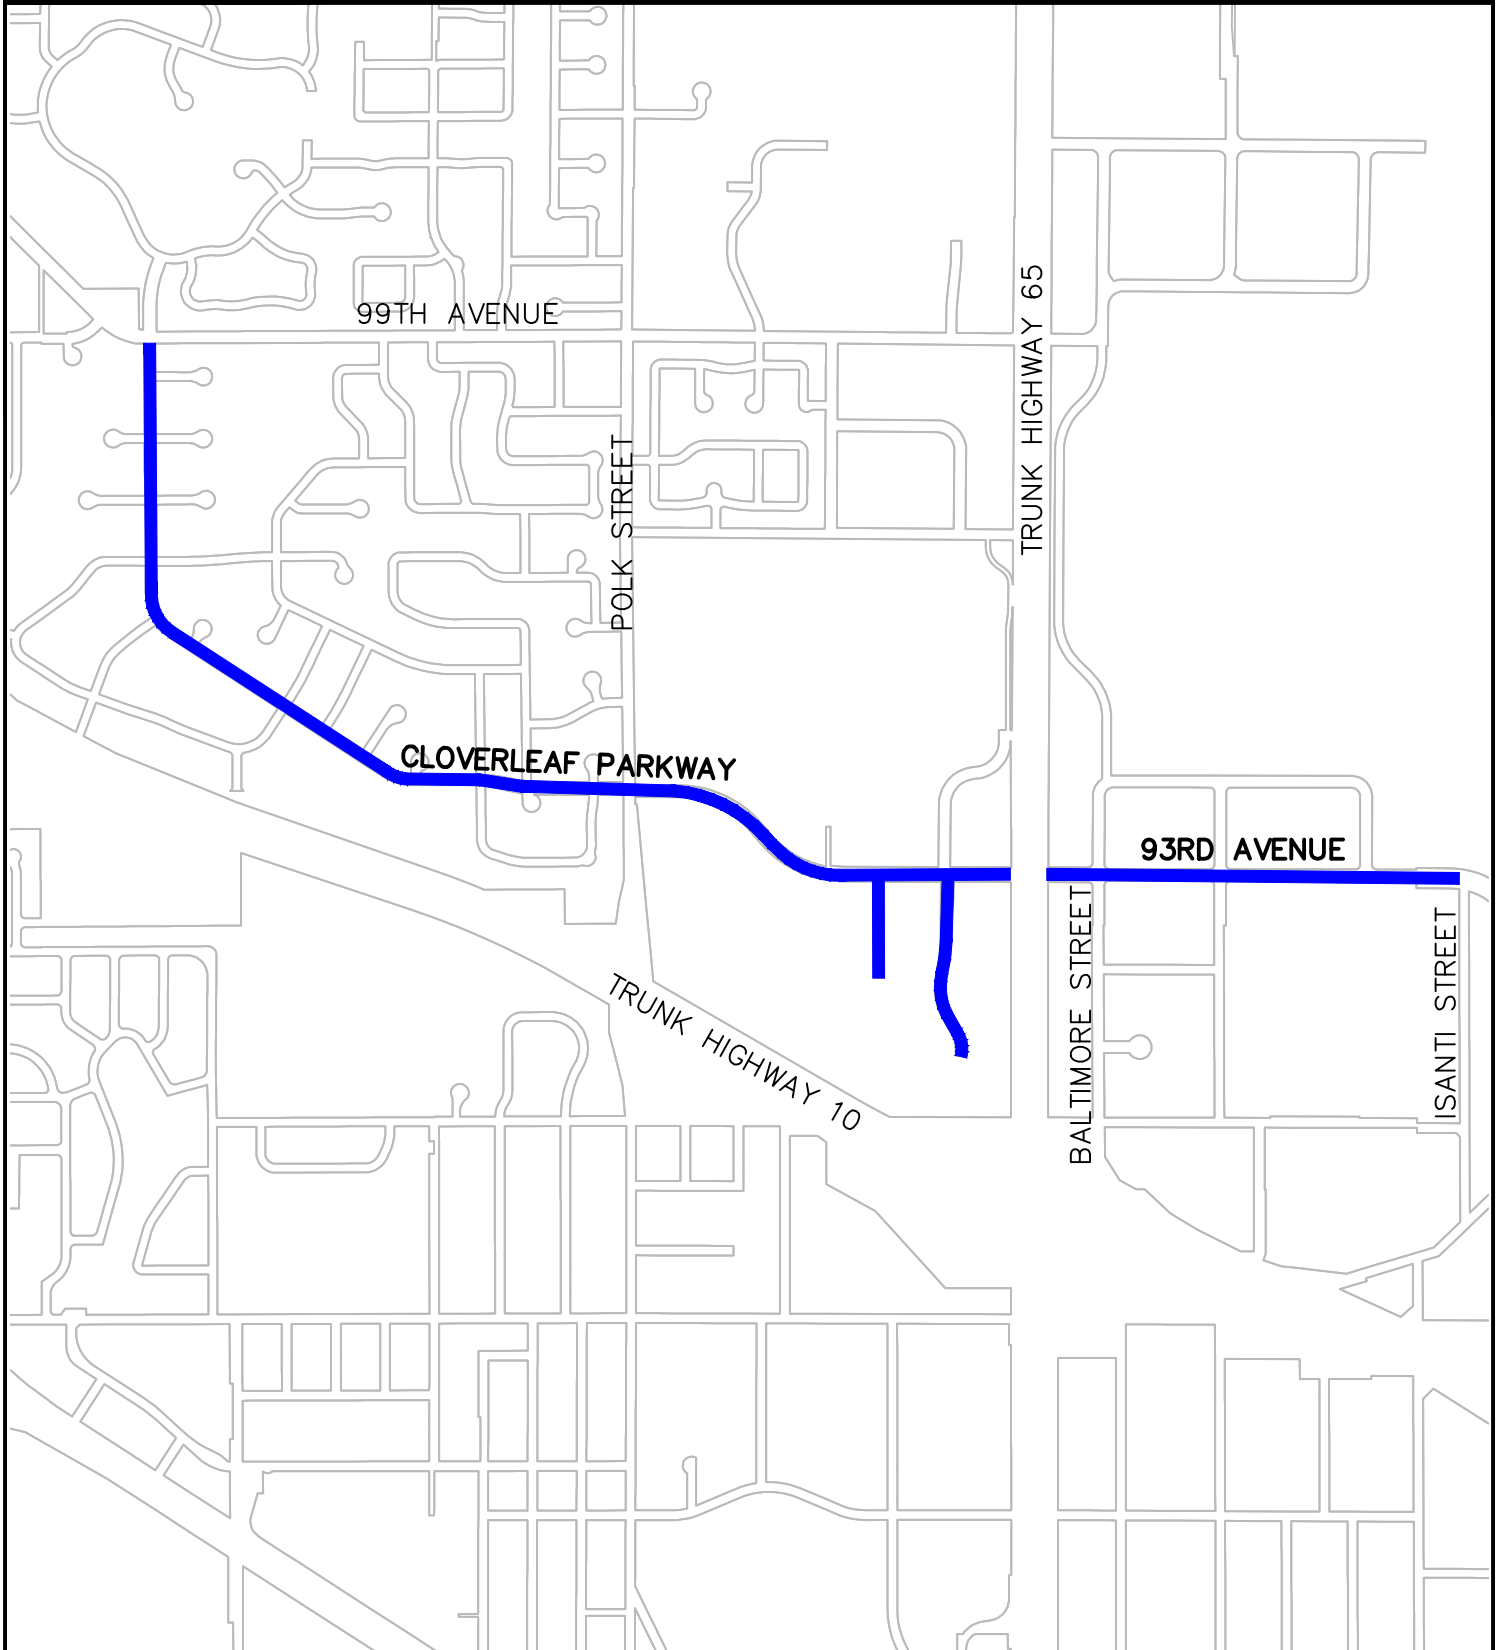 99TH AVENUE
TRUNK HIGHWAY 65
POLK STREET
CLOVERLEAF PARKWAY
93RD AVENUE
BALTIMORE STREET
ISANTI STREET
TRUNK HIGHWAY 10